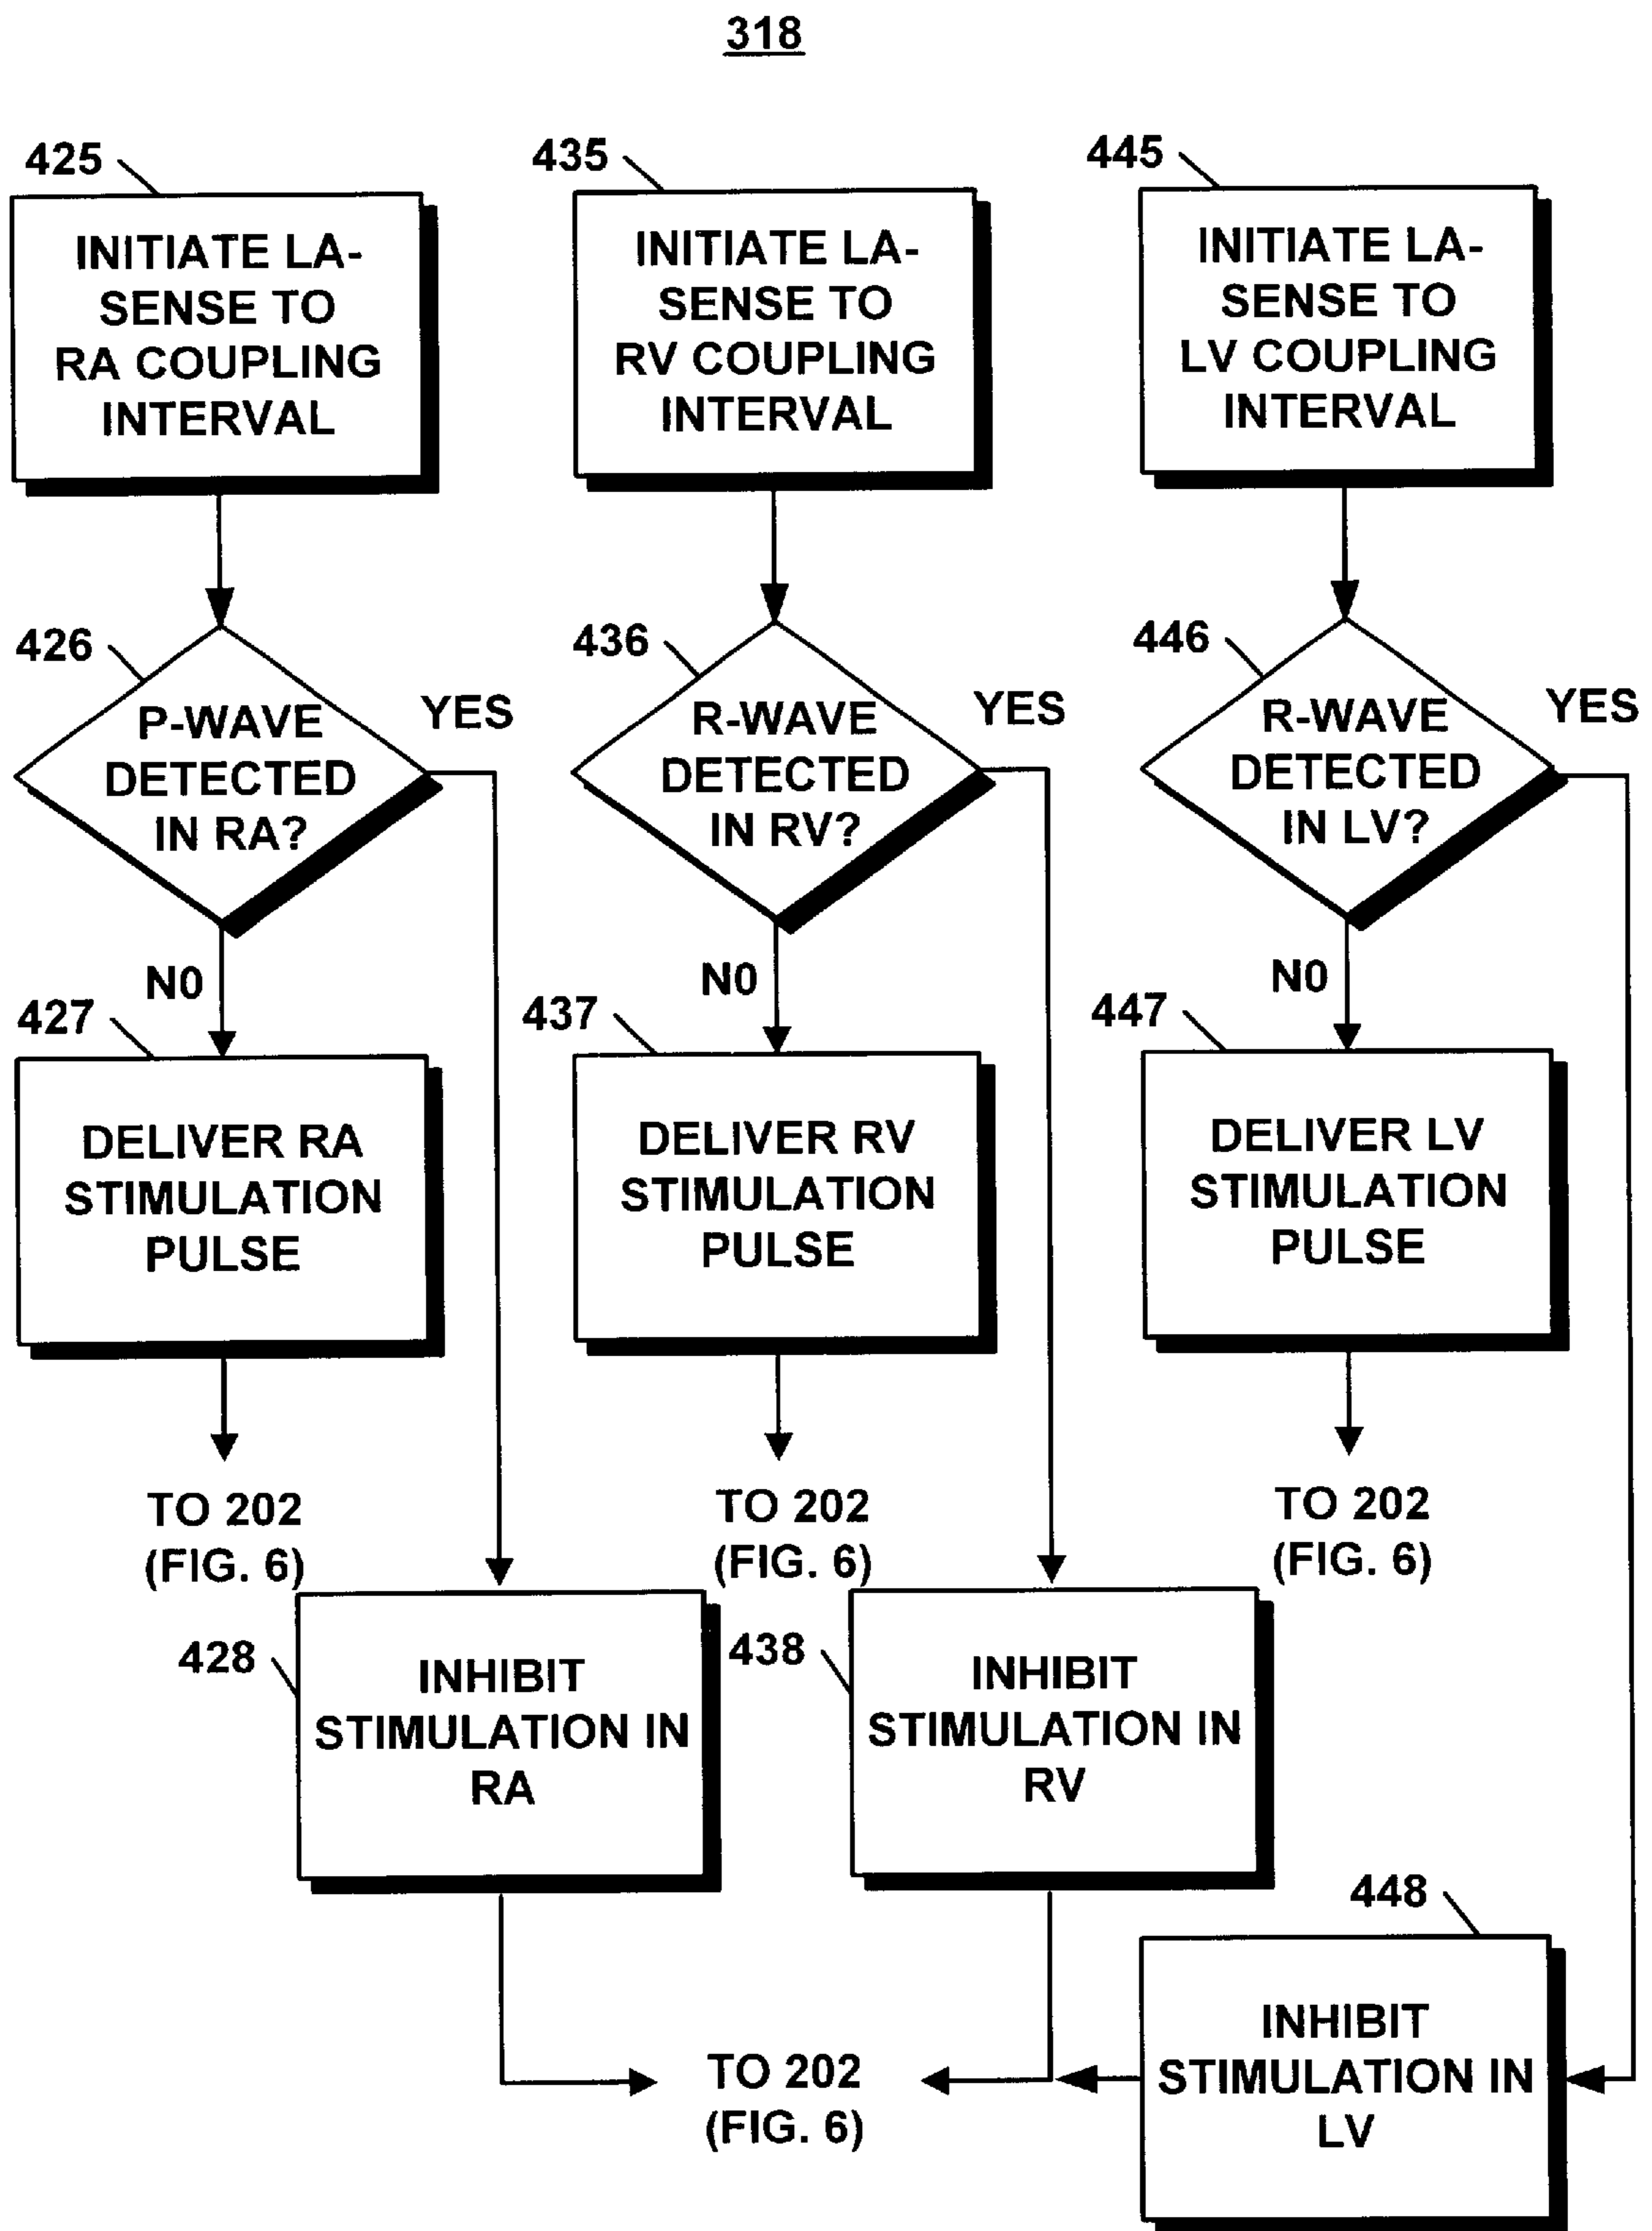 318
425
INITIATE LA-
SENSE TO
RA COUPLING
INTERVAL
435
INITIATE LA-
SENSE TO
RV COUPLING
INTERVAL
445
INITIATE LA-
SENSE TO
LV COUPLING
INTERVAL
426
P-WAVE
DETECTED
IN RA?
YES
N0
436
R-WAVE
DETECTED
IN RV?
YES
N0
446
R-WAVE
DETECTED
IN LV?
YES
N0
427
DELIVER RA
STIMULATION
PULSE
437
DELIVER RV
STIMULATION
PULSE
447
DELIVER LV
STIMULATION
PULSE
TO 202
(FIG. 6)
TO 202
(FIG. 6)
TO 202
(FIG. 6)
428
INHIBIT
STIMULATION IN
RA
438
INHIBIT
STIMULATION IN
RV
448
INHIBIT
STIMULATION IN
LV
TO 202
(FIG. 6)